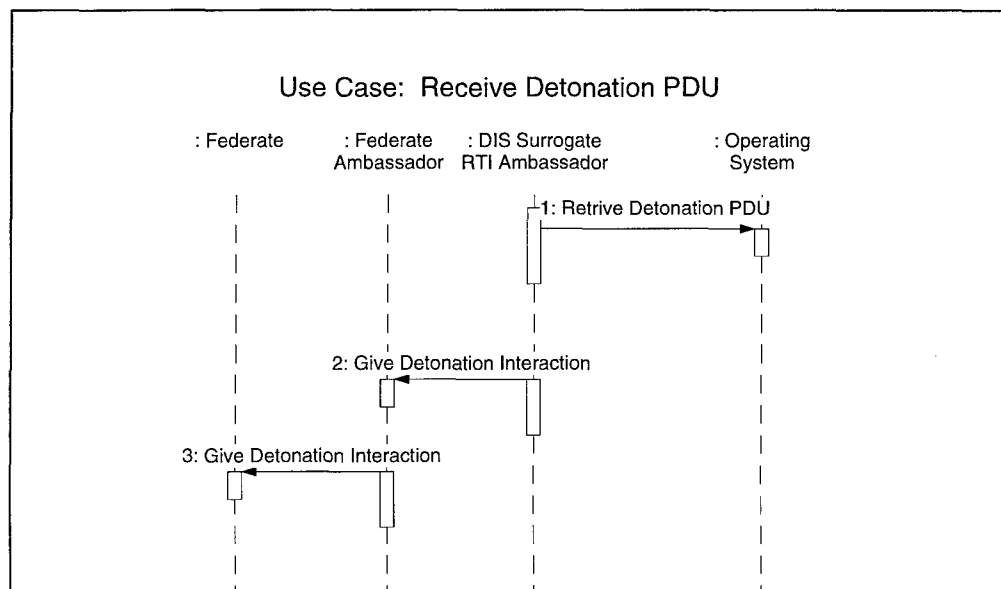 Use Case: Receive Detonation PDU
: Federate
: Federate
Ambassador
: DIS Surrogate
RTI Ambassador
: Operating
System
1: Retrive Detonation PDU
2: Give Detonation Interaction
3: Give Detonation Interaction